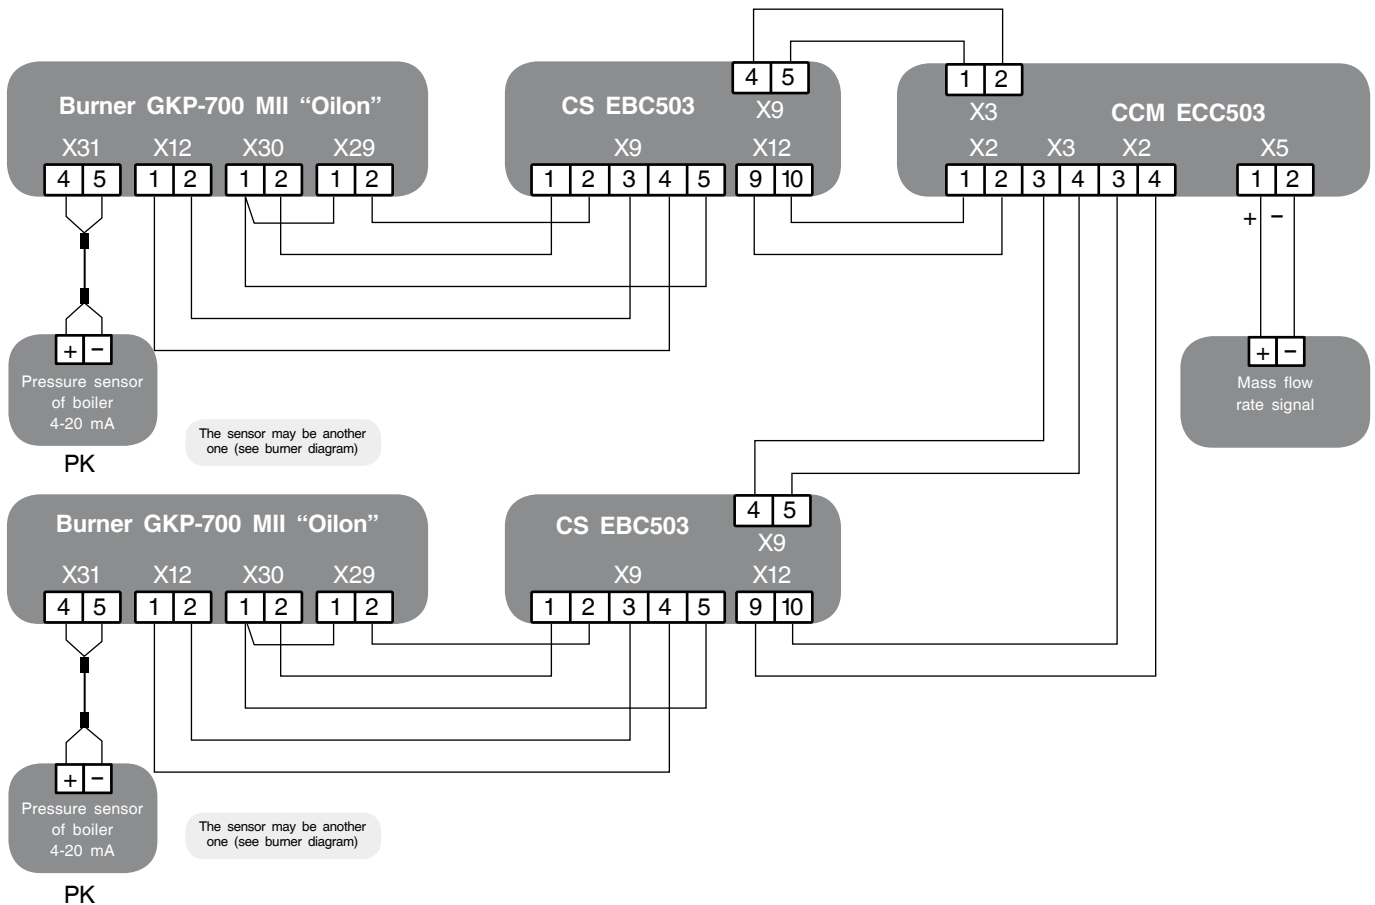 4 5
X9
1 2
X3
Burner GKP-700 MII “Oilon”
X31 X12 X30 X29
4 5 1 2 1 2 1 2
CS EBC503
X9 X12
1 2 3 4 5 9 10
CCM ECC503
X2 X3 X2 X5
1 2 3 4 3 4 1 2
+ −
+ −
Pressure sensor
of boiler
4-20 mA
PK
The sensor may be another
one (see burner diagram)
+ −
Mass flow
rate signal
Burner GKP-700 MII “Oilon”
X31 X12 X30 X29
4 5 1 2 1 2 1 2
4 5
X9
CS EBC503
X9 X12
1 2 3 4 5 9 10
+ −
Pressure sensor
of boiler
4-20 mA
PK
The sensor may be another
one (see burner diagram)